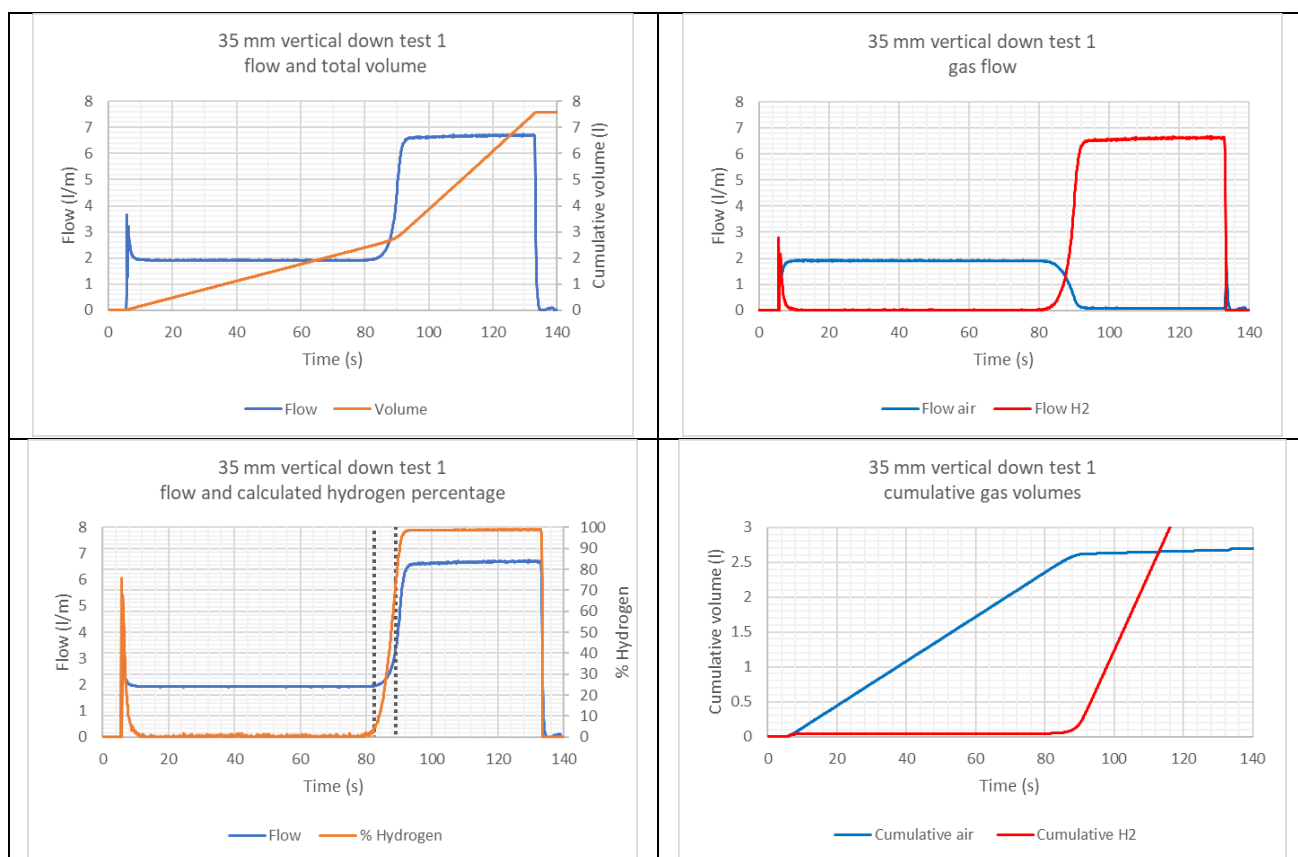 35 mm vertical down test 1
flow and total volume
8
7
6
5
4
3
2
1
0
Flow (l/m)
8
7
6
5
4
3
2
1
0
Cumulative volume (l)
0 20 40 60 80 100 120 140
Time (s)
Flow Volume
35 mm vertical down test 1
gas flow
8
7
6
5
4
3
2
1
0
Flow (l/m)
0 20 40 60 80 100 120 140
Time (s)
Flow air Flow H2
35 mm vertical down test 1
flow and calculated hydrogen percentage
8
7
6
5
4
3
2
1
0
Flow (l/m)
100
90
80
70
60
50
40
30
20
10
0
% Hydrogen
0 20 40 60 80 100 120 140
Time (s)
Flow % Hydrogen
35 mm vertical down test 1
cumulative gas volumes
3
2.5
2
1.5
1
0.5
0
Cumulative volume (l)
0 20 40 60 80 100 120 140
Time (s)
Cumulative air Cumulative H2